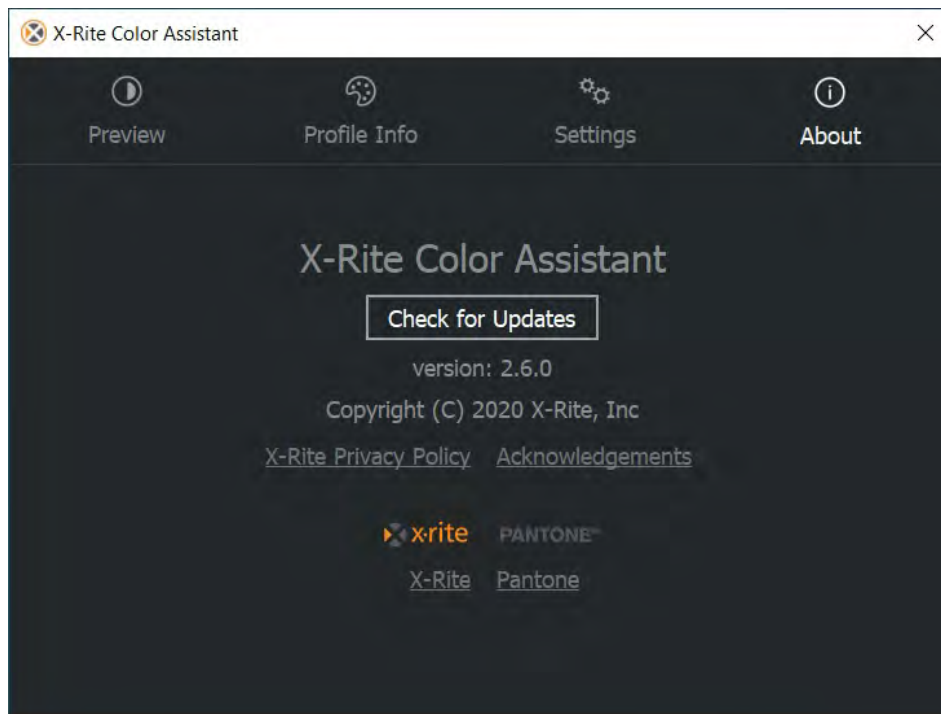 X-Rite Color Assistant
Preview Profile Info Settings About
X-Rite Color Assistant
Check for Updates
version: 2.6.0
Copyright (C) 2020 X-Rite, Inc
X-Rite Privacy Policy Acknowledgements
x·rite PANTONE™
X-Rite Pantone